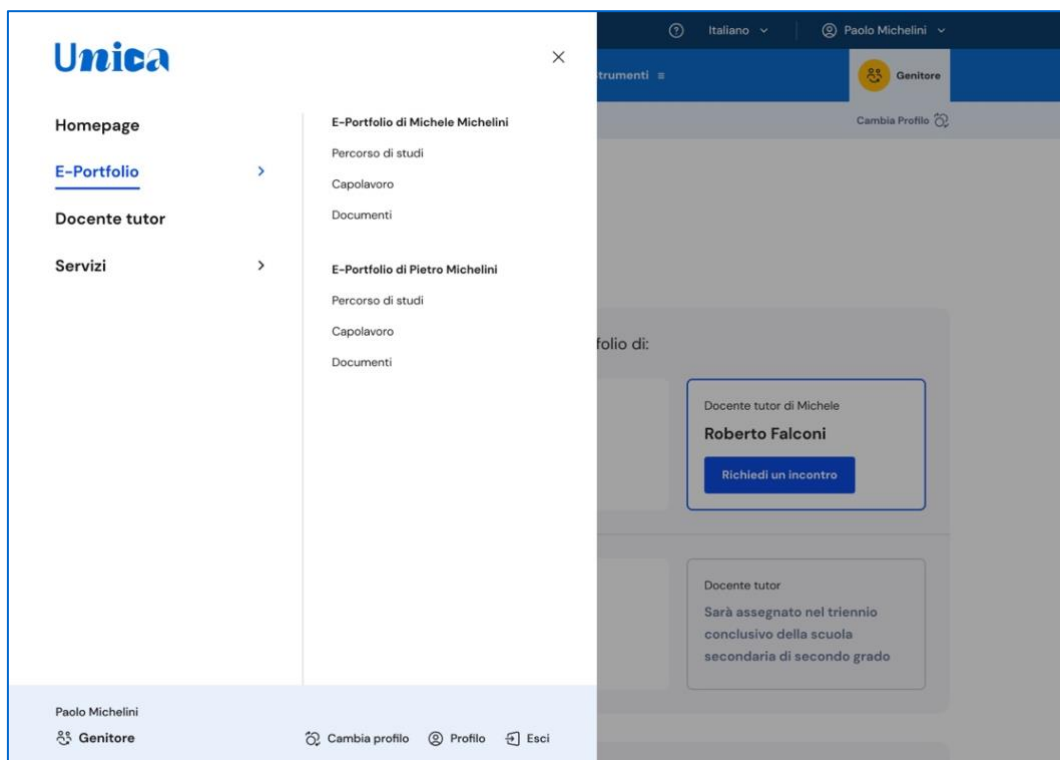 Unica
Homepage
E-Portfolio
Docente tutor
Servizi
E-Portfolio di Michele Michelini
Percorso di studi
Capolavoro
Documenti
E-Portfolio di Pietro Michelini
Percorso di studi
Capolavoro
Documenti
Paolo Michelini
Genitore
Cambia profilo
Profilo
Esci
Italiano
Paolo Michelini
trumenti
Genitore
Cambia Profilo
folio di:
Docente tutor di Michele
Roberto Falconi
Richiedi un incontro
Docente tutor
Sarà assegnato nel triennio
conclusivo della scuola
secondaria di secondo grado